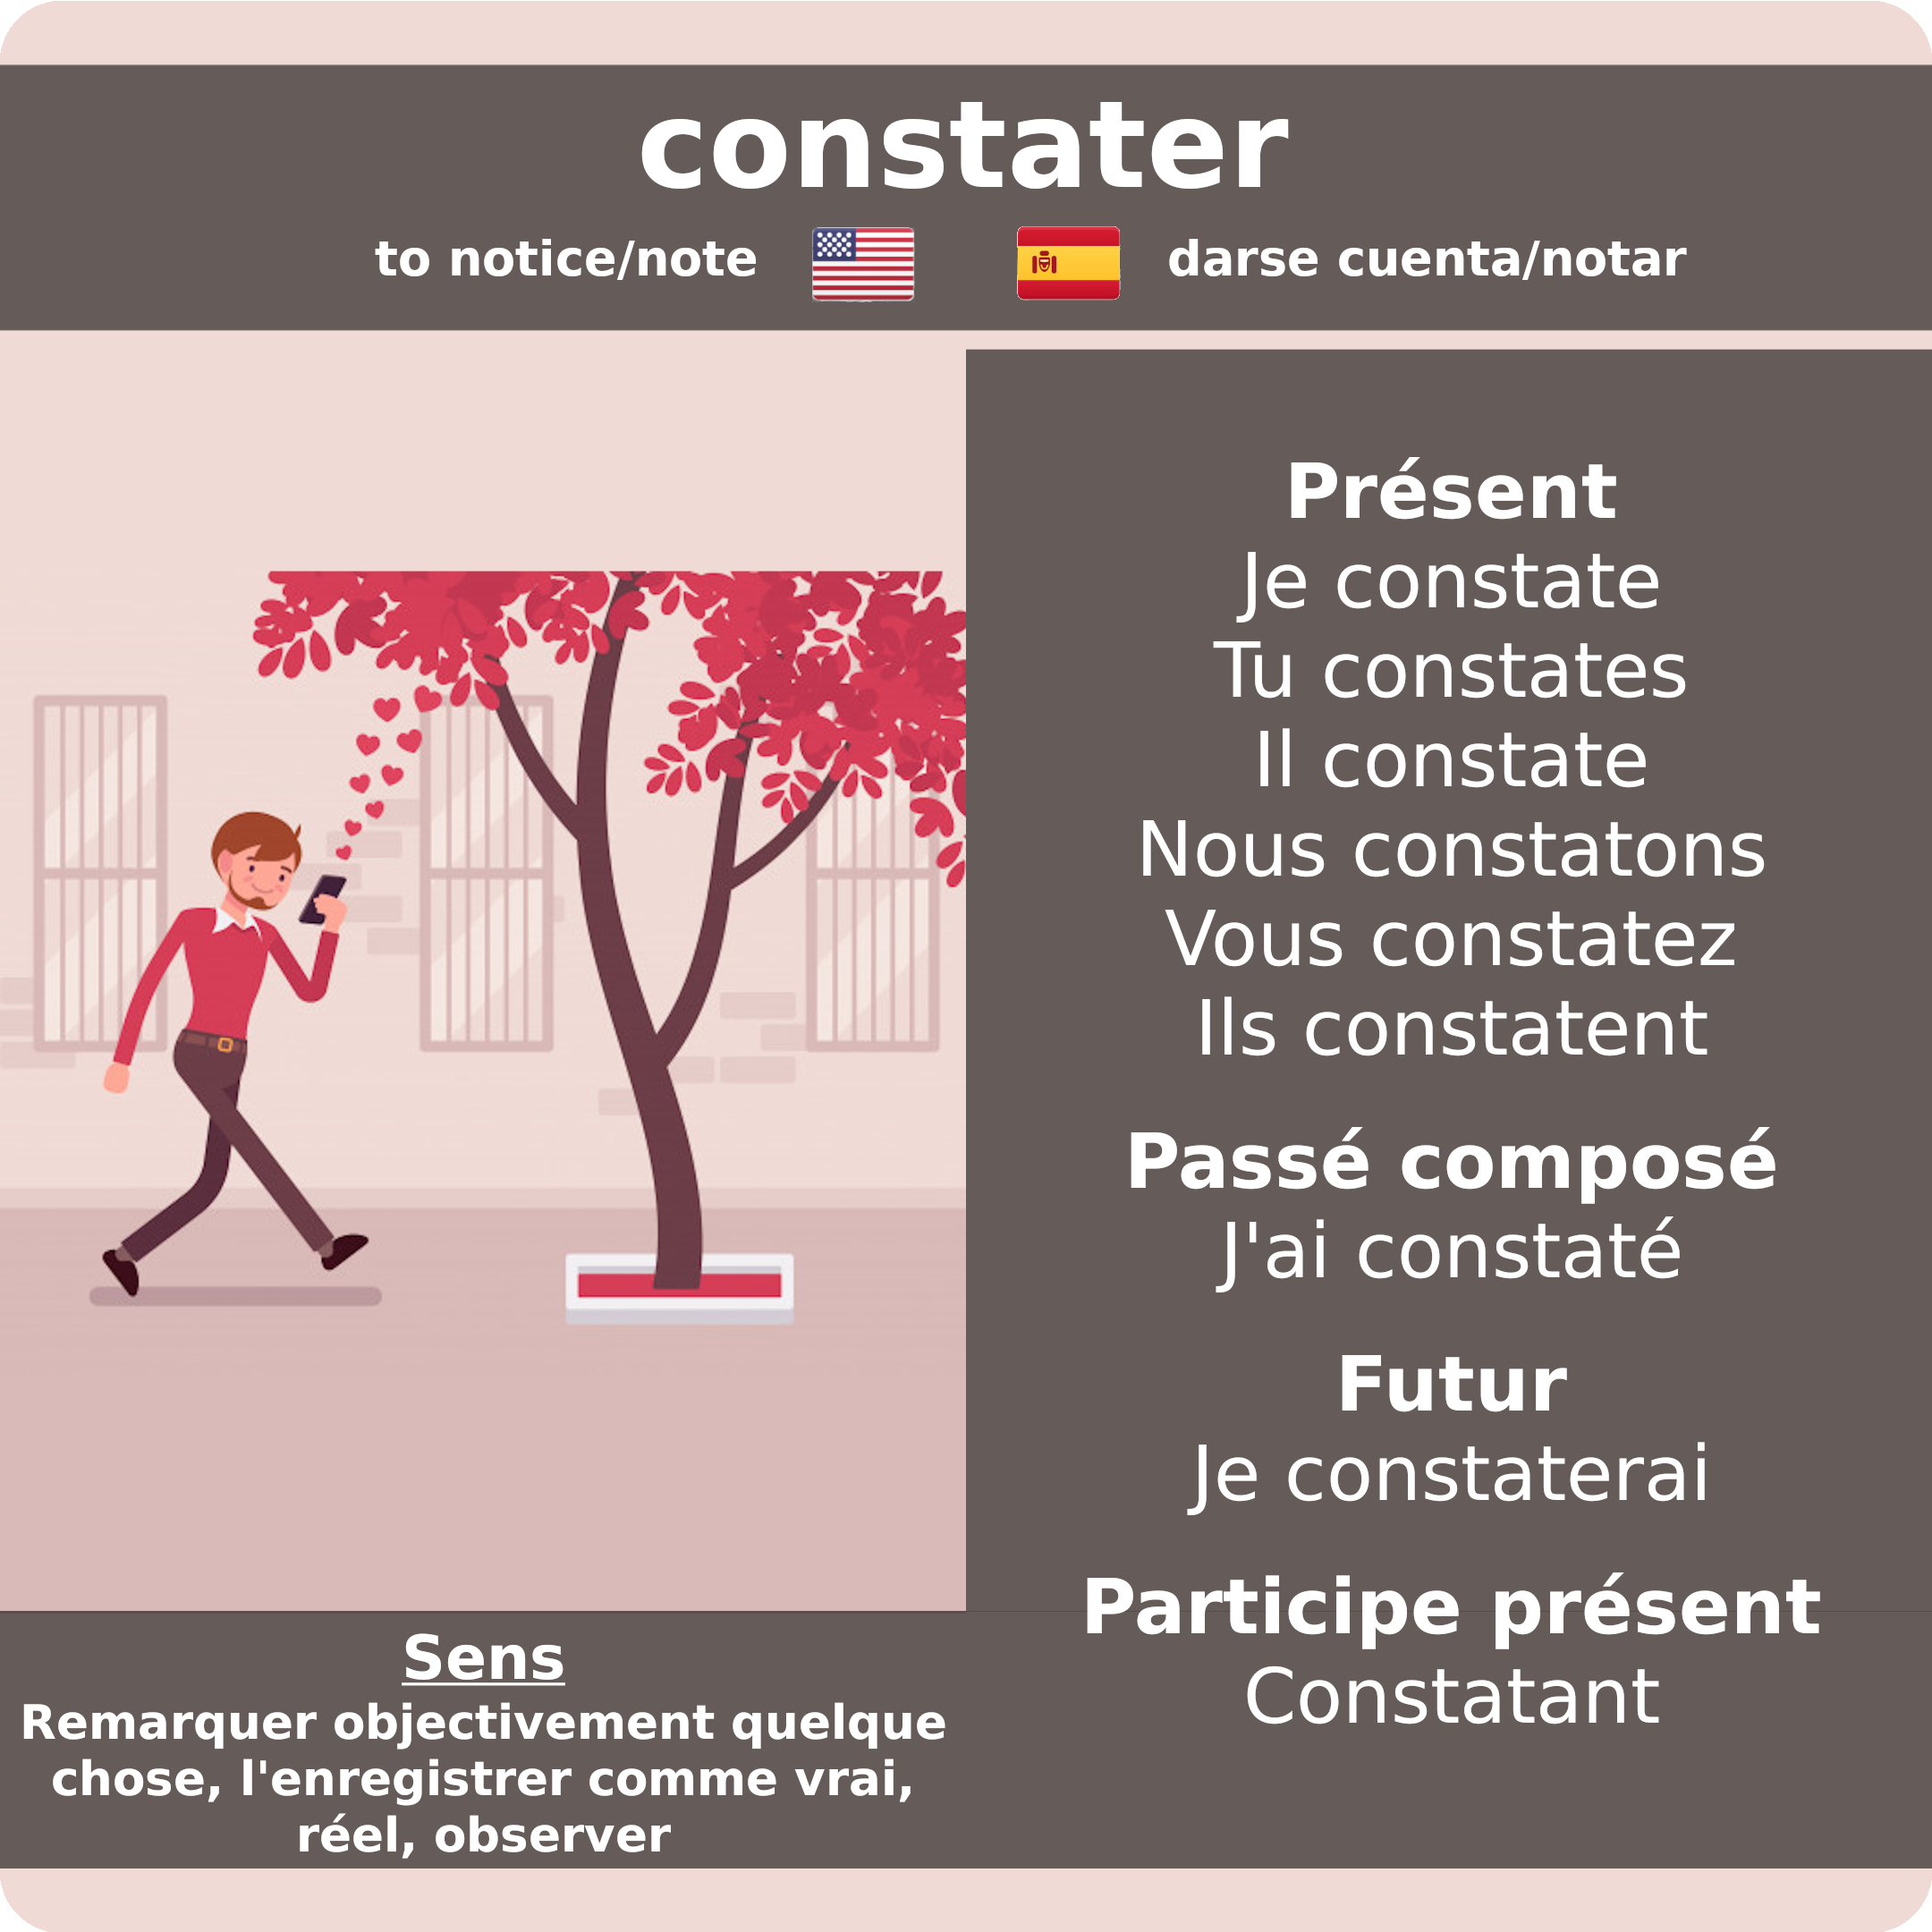 constater
to notice/note
darse cuenta/notar
Présent
Je constate
Tu constates
Il constate
Nous constatons
Vous constatez
Ils constatent
Passé composé
J'ai constaté
Futur
Je constaterai
Participe présent
Constatant
Sens
Remarquer objectivement quelque
chose, l'enregistrer comme vrai,
réel, observer